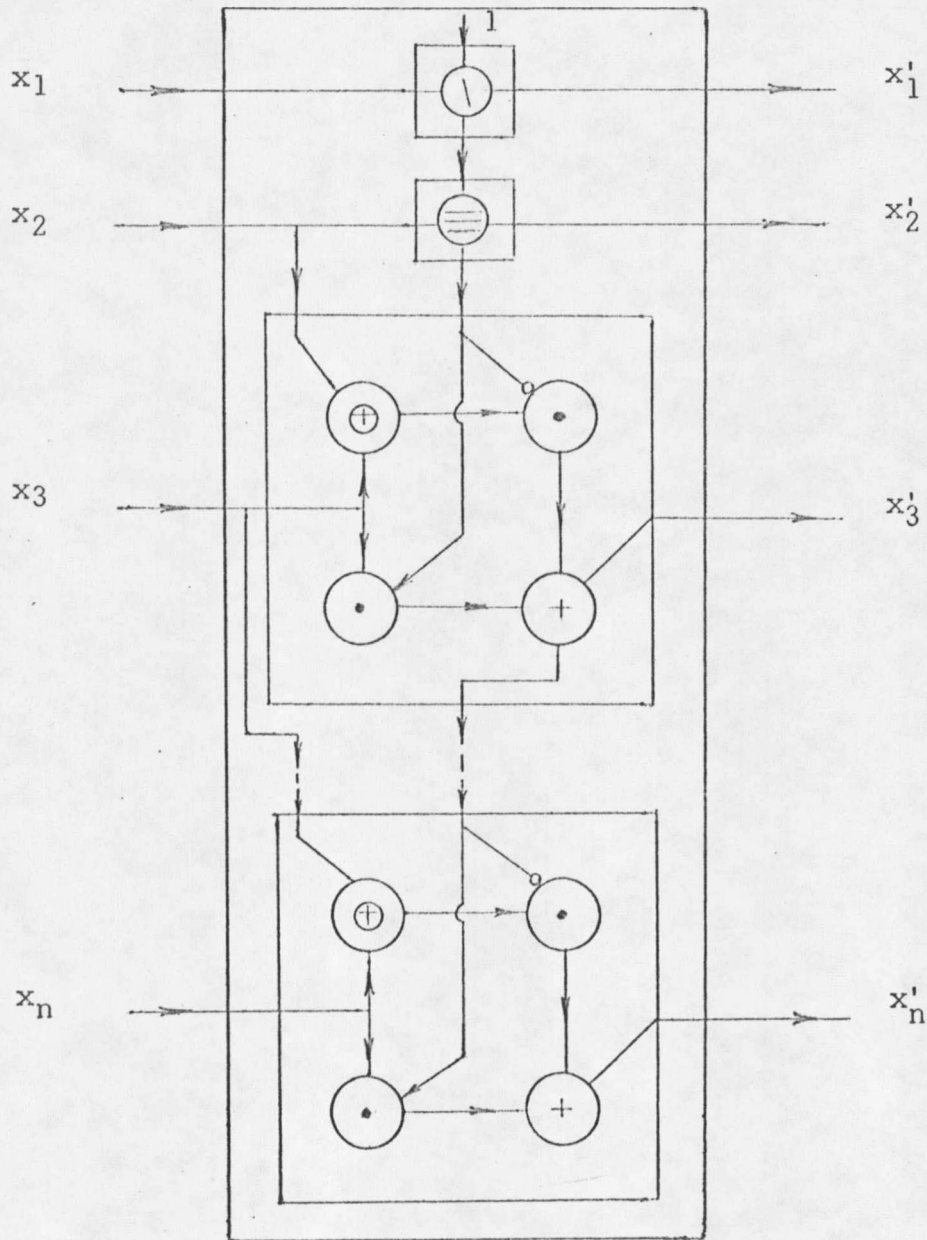 1
x1 \ x'1
x2 ≡ x'2
⊕ •
x3 x'3
• +
⊕ •
xn x'n
• +